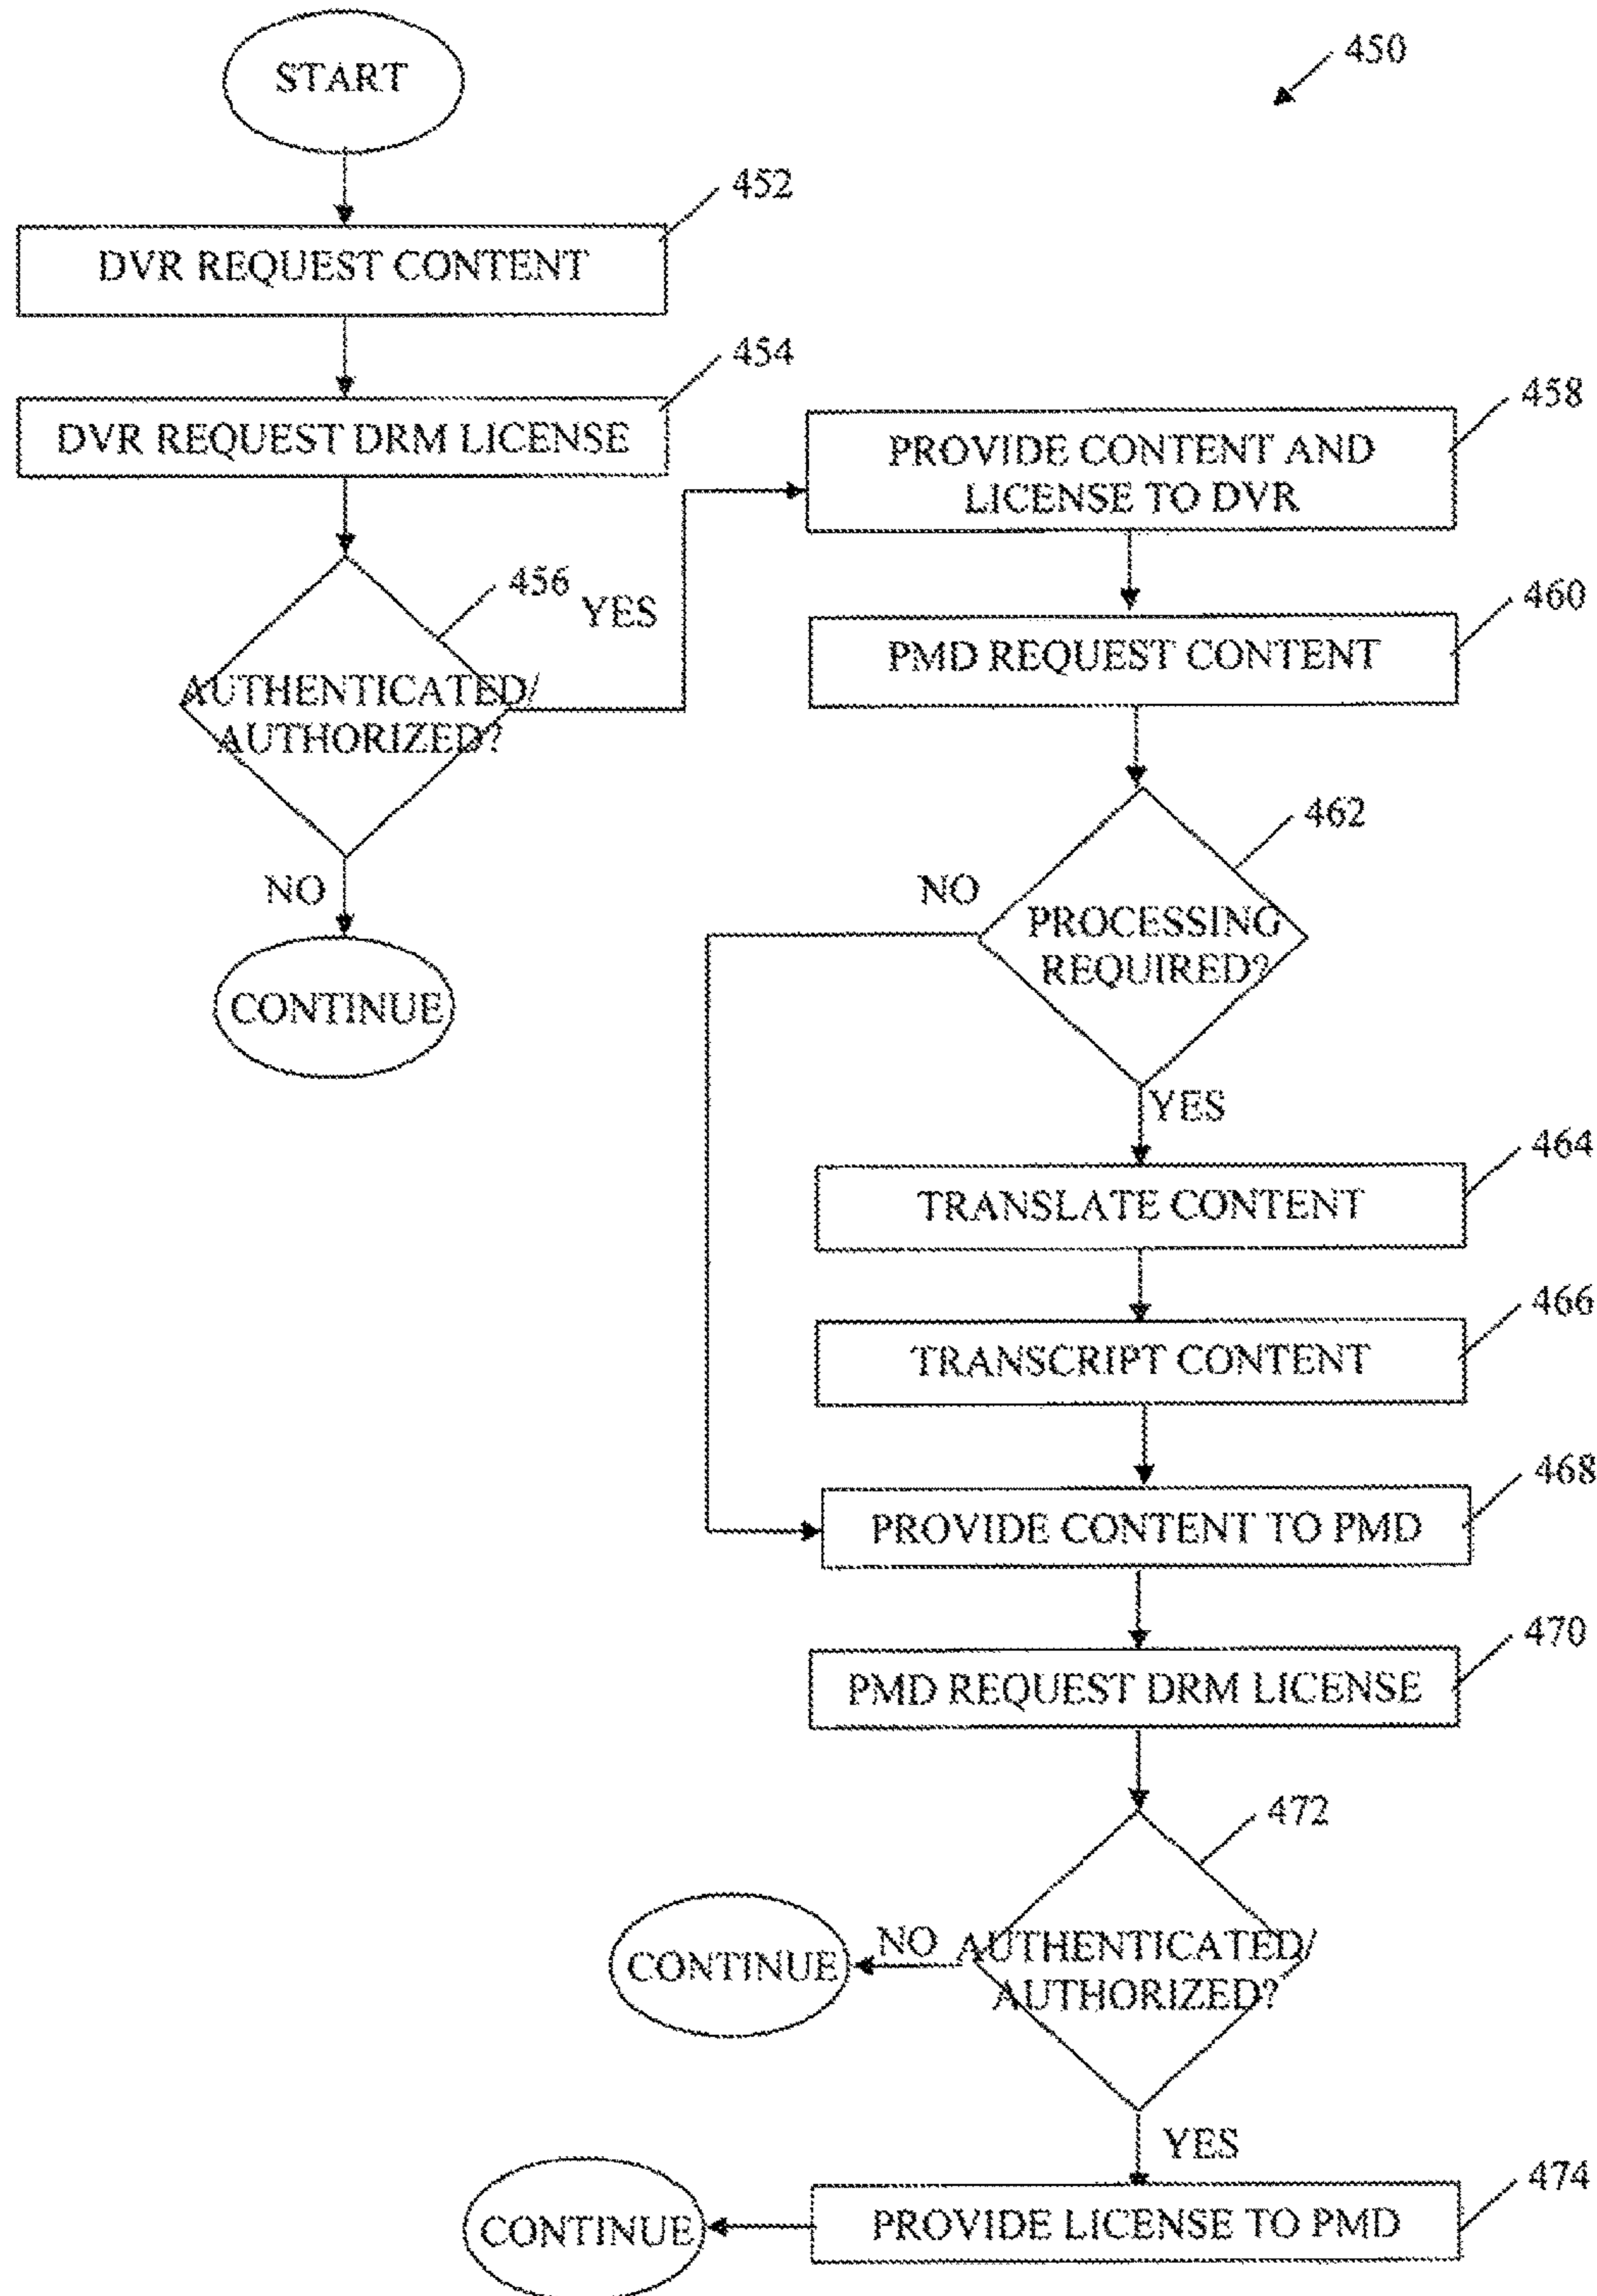 START
450
452
DVR REQUEST CONTENT
454
DVR REQUEST DRM LICENSE
456
YES
AUTHENTICATED/
AUTHORIZED?
NO
CONTINUE
458
PROVIDE CONTENT AND
LICENSE TO DVR
460
PMD REQUEST CONTENT
462
NO
PROCESSING
REQUIRED?
YES
464
TRANSLATE CONTENT
466
TRANSCRIPT CONTENT
468
PROVIDE CONTENT TO PMD
470
PMD REQUEST DRM LICENSE
472
AUTHENTICATED/
AUTHORIZED?
NO
CONTINUE
YES
474
PROVIDE LICENSE TO PMD
CONTINUE